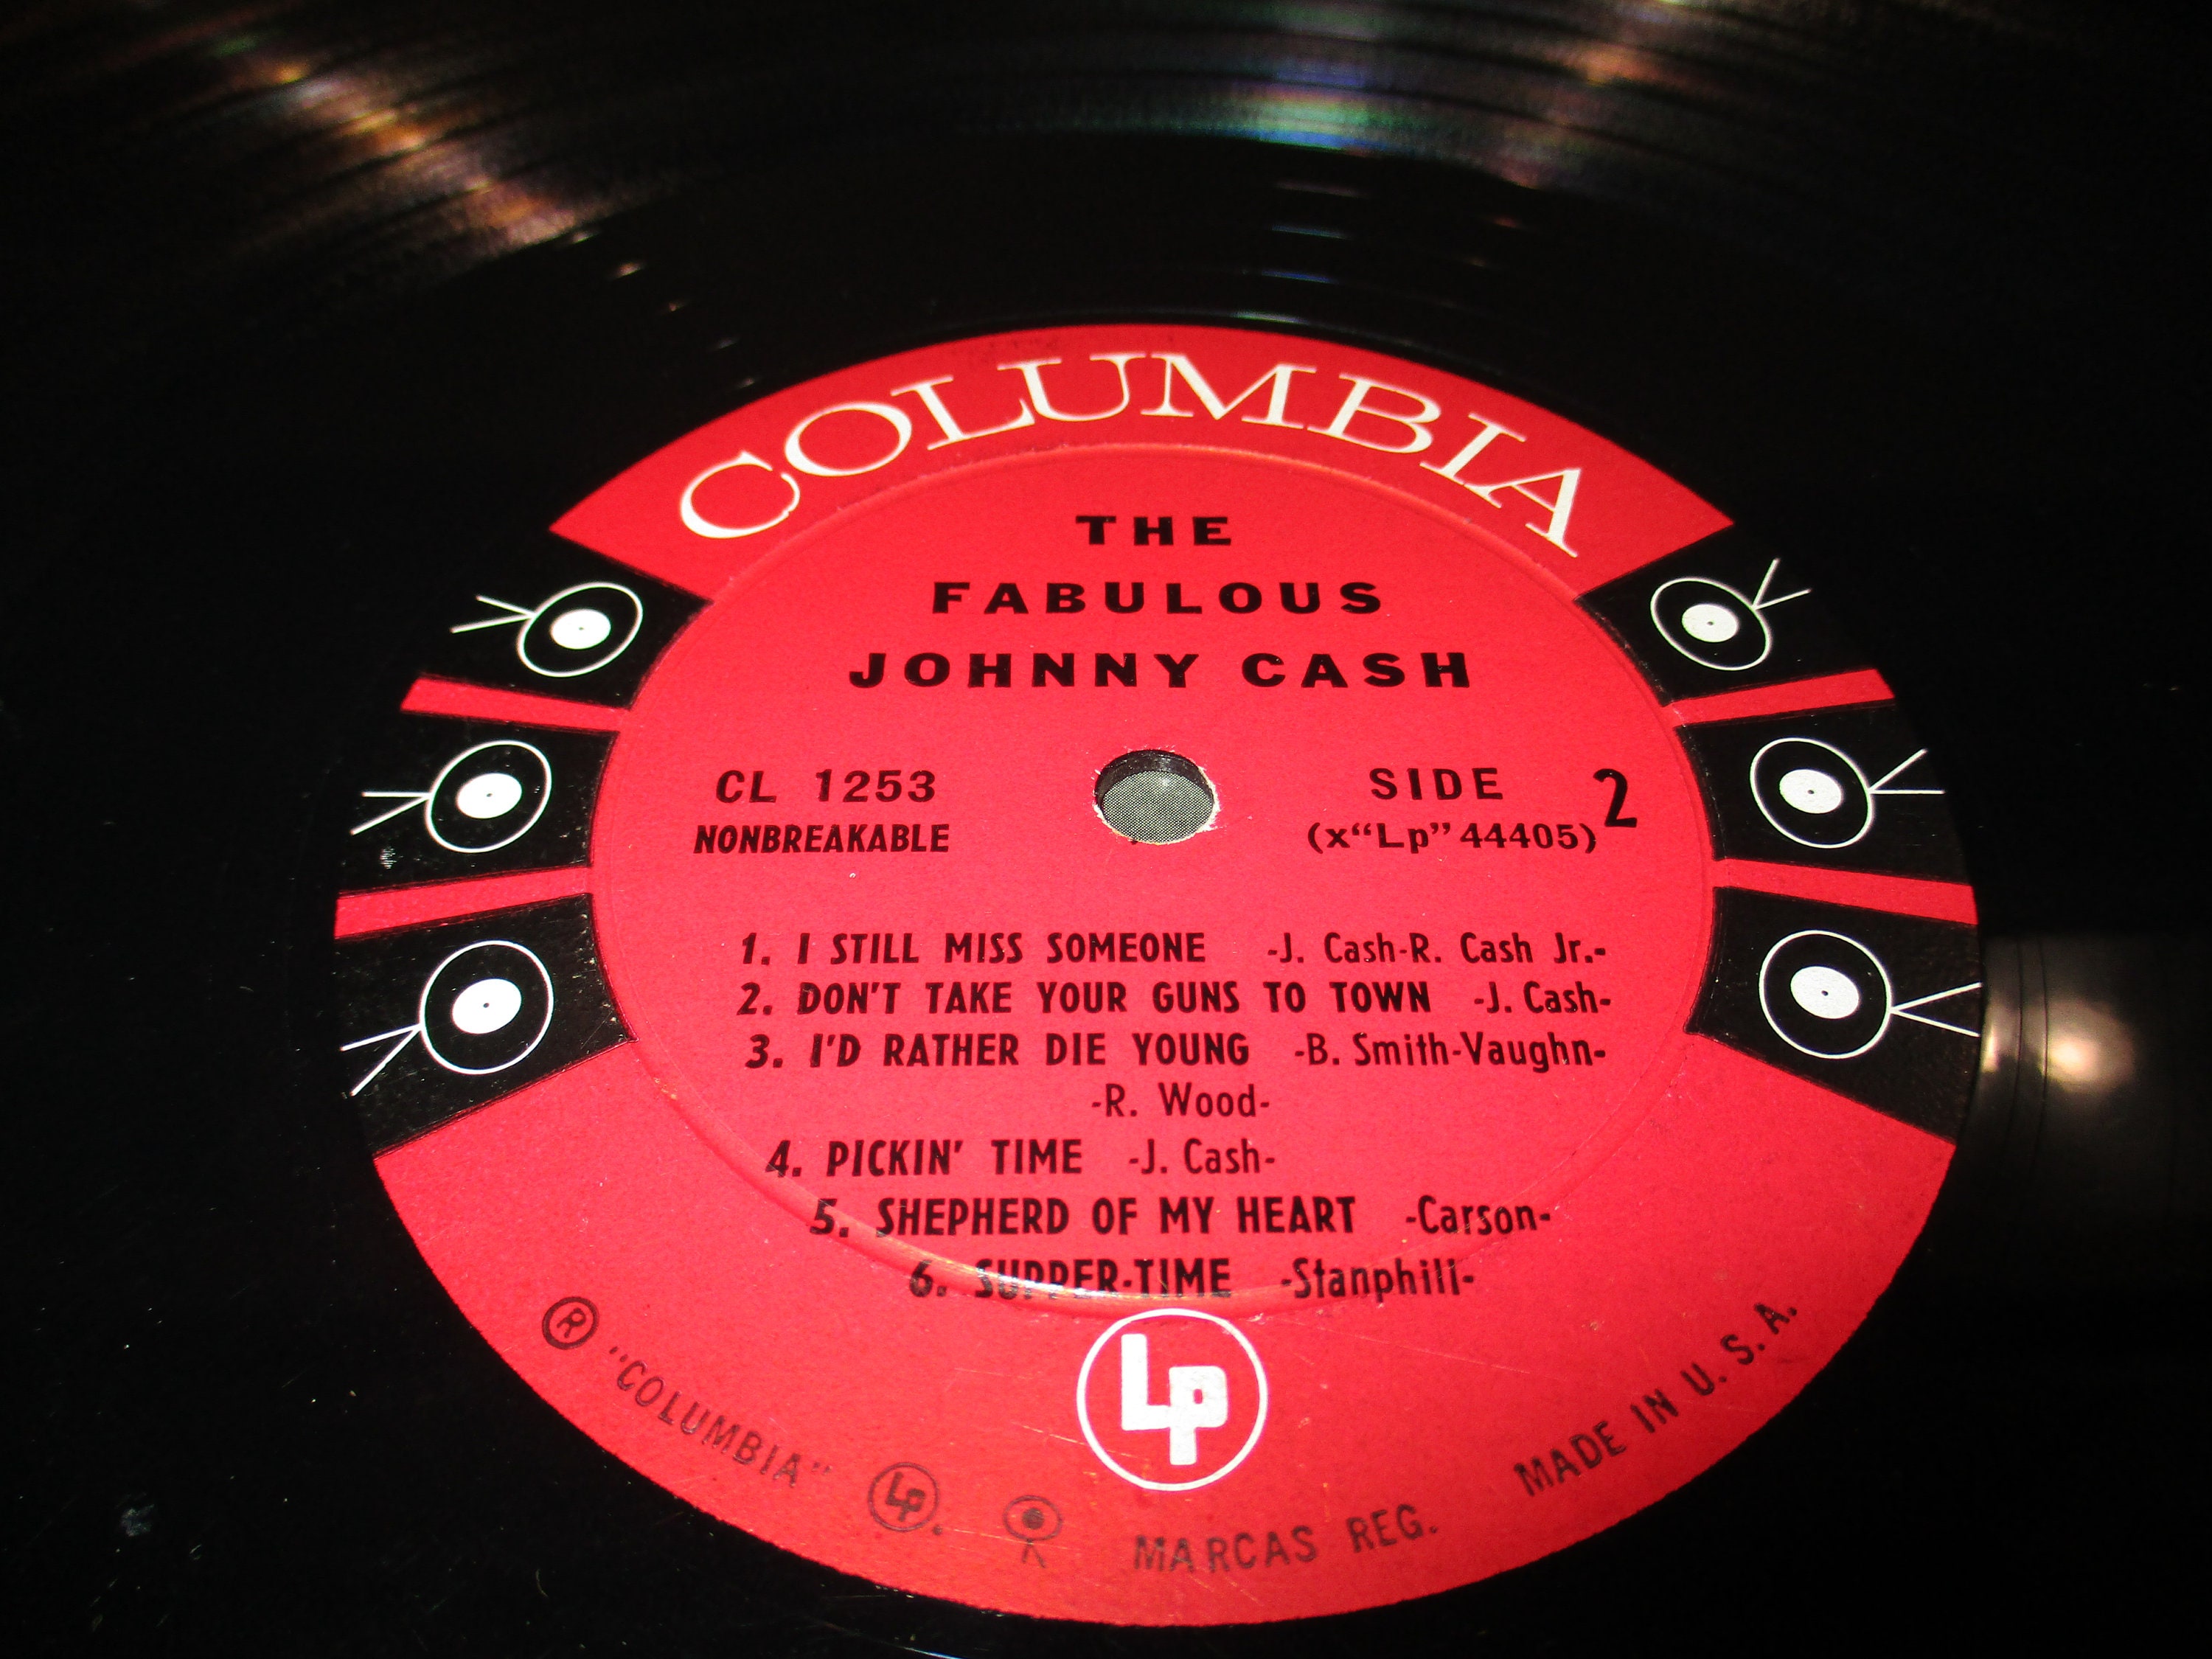 COLUMBIA
THE
FABULOUS
JOHNNY CASH
CL 1253
NONBREAKABLE
SIDE 2
(x“Lp” 44405)
1. I STILL MISS SOMEONE -J. Cash-R. Cash Jr.-
2. DON'T TAKE YOUR GUNS TO TOWN -J. Cash-
3. I'D RATHER DIE YOUNG -B. Smith-Vaughn-
-R. Wood-
4. PICKIN' TIME -J. Cash-
5. SHEPHERD OF MY HEART -Carson-
6. SUPPER-TIME -Stanphill-
Lp
® "COLUMBIA" Lp. MARCAS REG. MADE IN U. S. A.